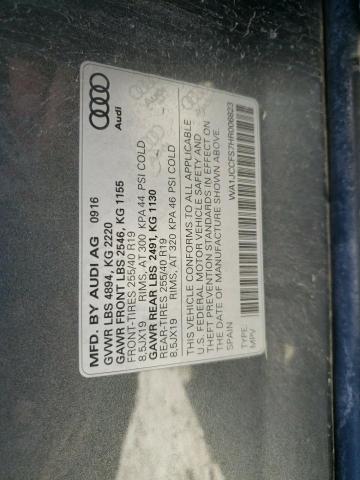 Audi
MFD. BY AUDI AG 0916
GVWR LBS 4894, KG 2220
GAWR FRONT LBS 2546, KG 1155
FRONT-TIRES 255/40 R19
8,5JX19 RIMS, AT 300 KPA 44 PSI COLD
GAWR REAR LBS 2491, KG 1130
REAR-TIRES 255/40 R19
8,5JX19 RIMS, AT 320 KPA 46 PSI COLD
THIS VEHICLE CONFORMS TO ALL APPLICABLE
U.S. FEDERAL MOTOR VEHICLE SAFETY AND
THEFT PREVENTION STANDARDS IN EFFECT ON
THE DATE OF MANUFACTURE SHOWN ABOVE.
SPAIN WA1JCCFS7HR006823
TYPE:
MPV